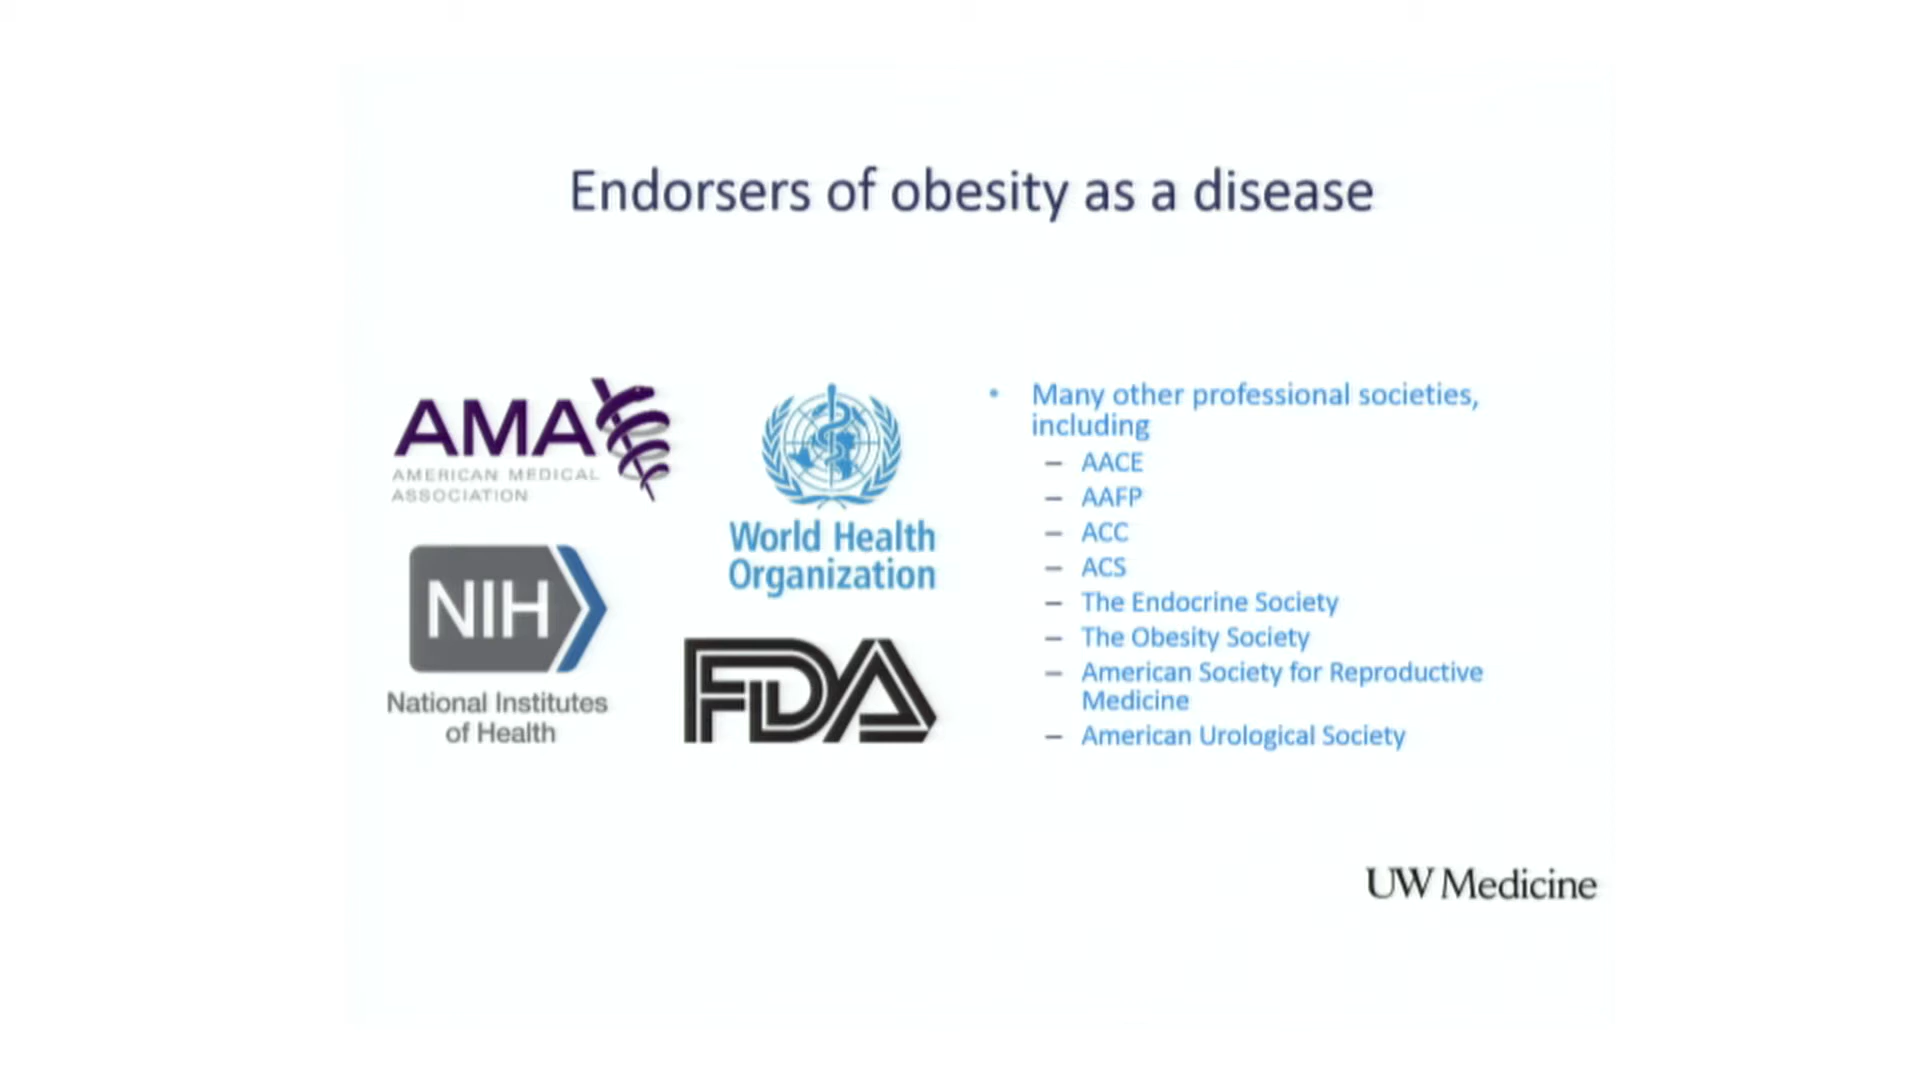 Endorsers of obesity as a disease
AMA
AMERICAN MEDICAL
ASSOCIATION
World Health
Organization
NIH
National Institutes
of Health
FDA
• Many other professional societies,
including
– AACE
– AAFP
– ACC
– ACS
– The Endocrine Society
– The Obesity Society
– American Society for Reproductive
Medicine
– American Urological Society
UW Medicine